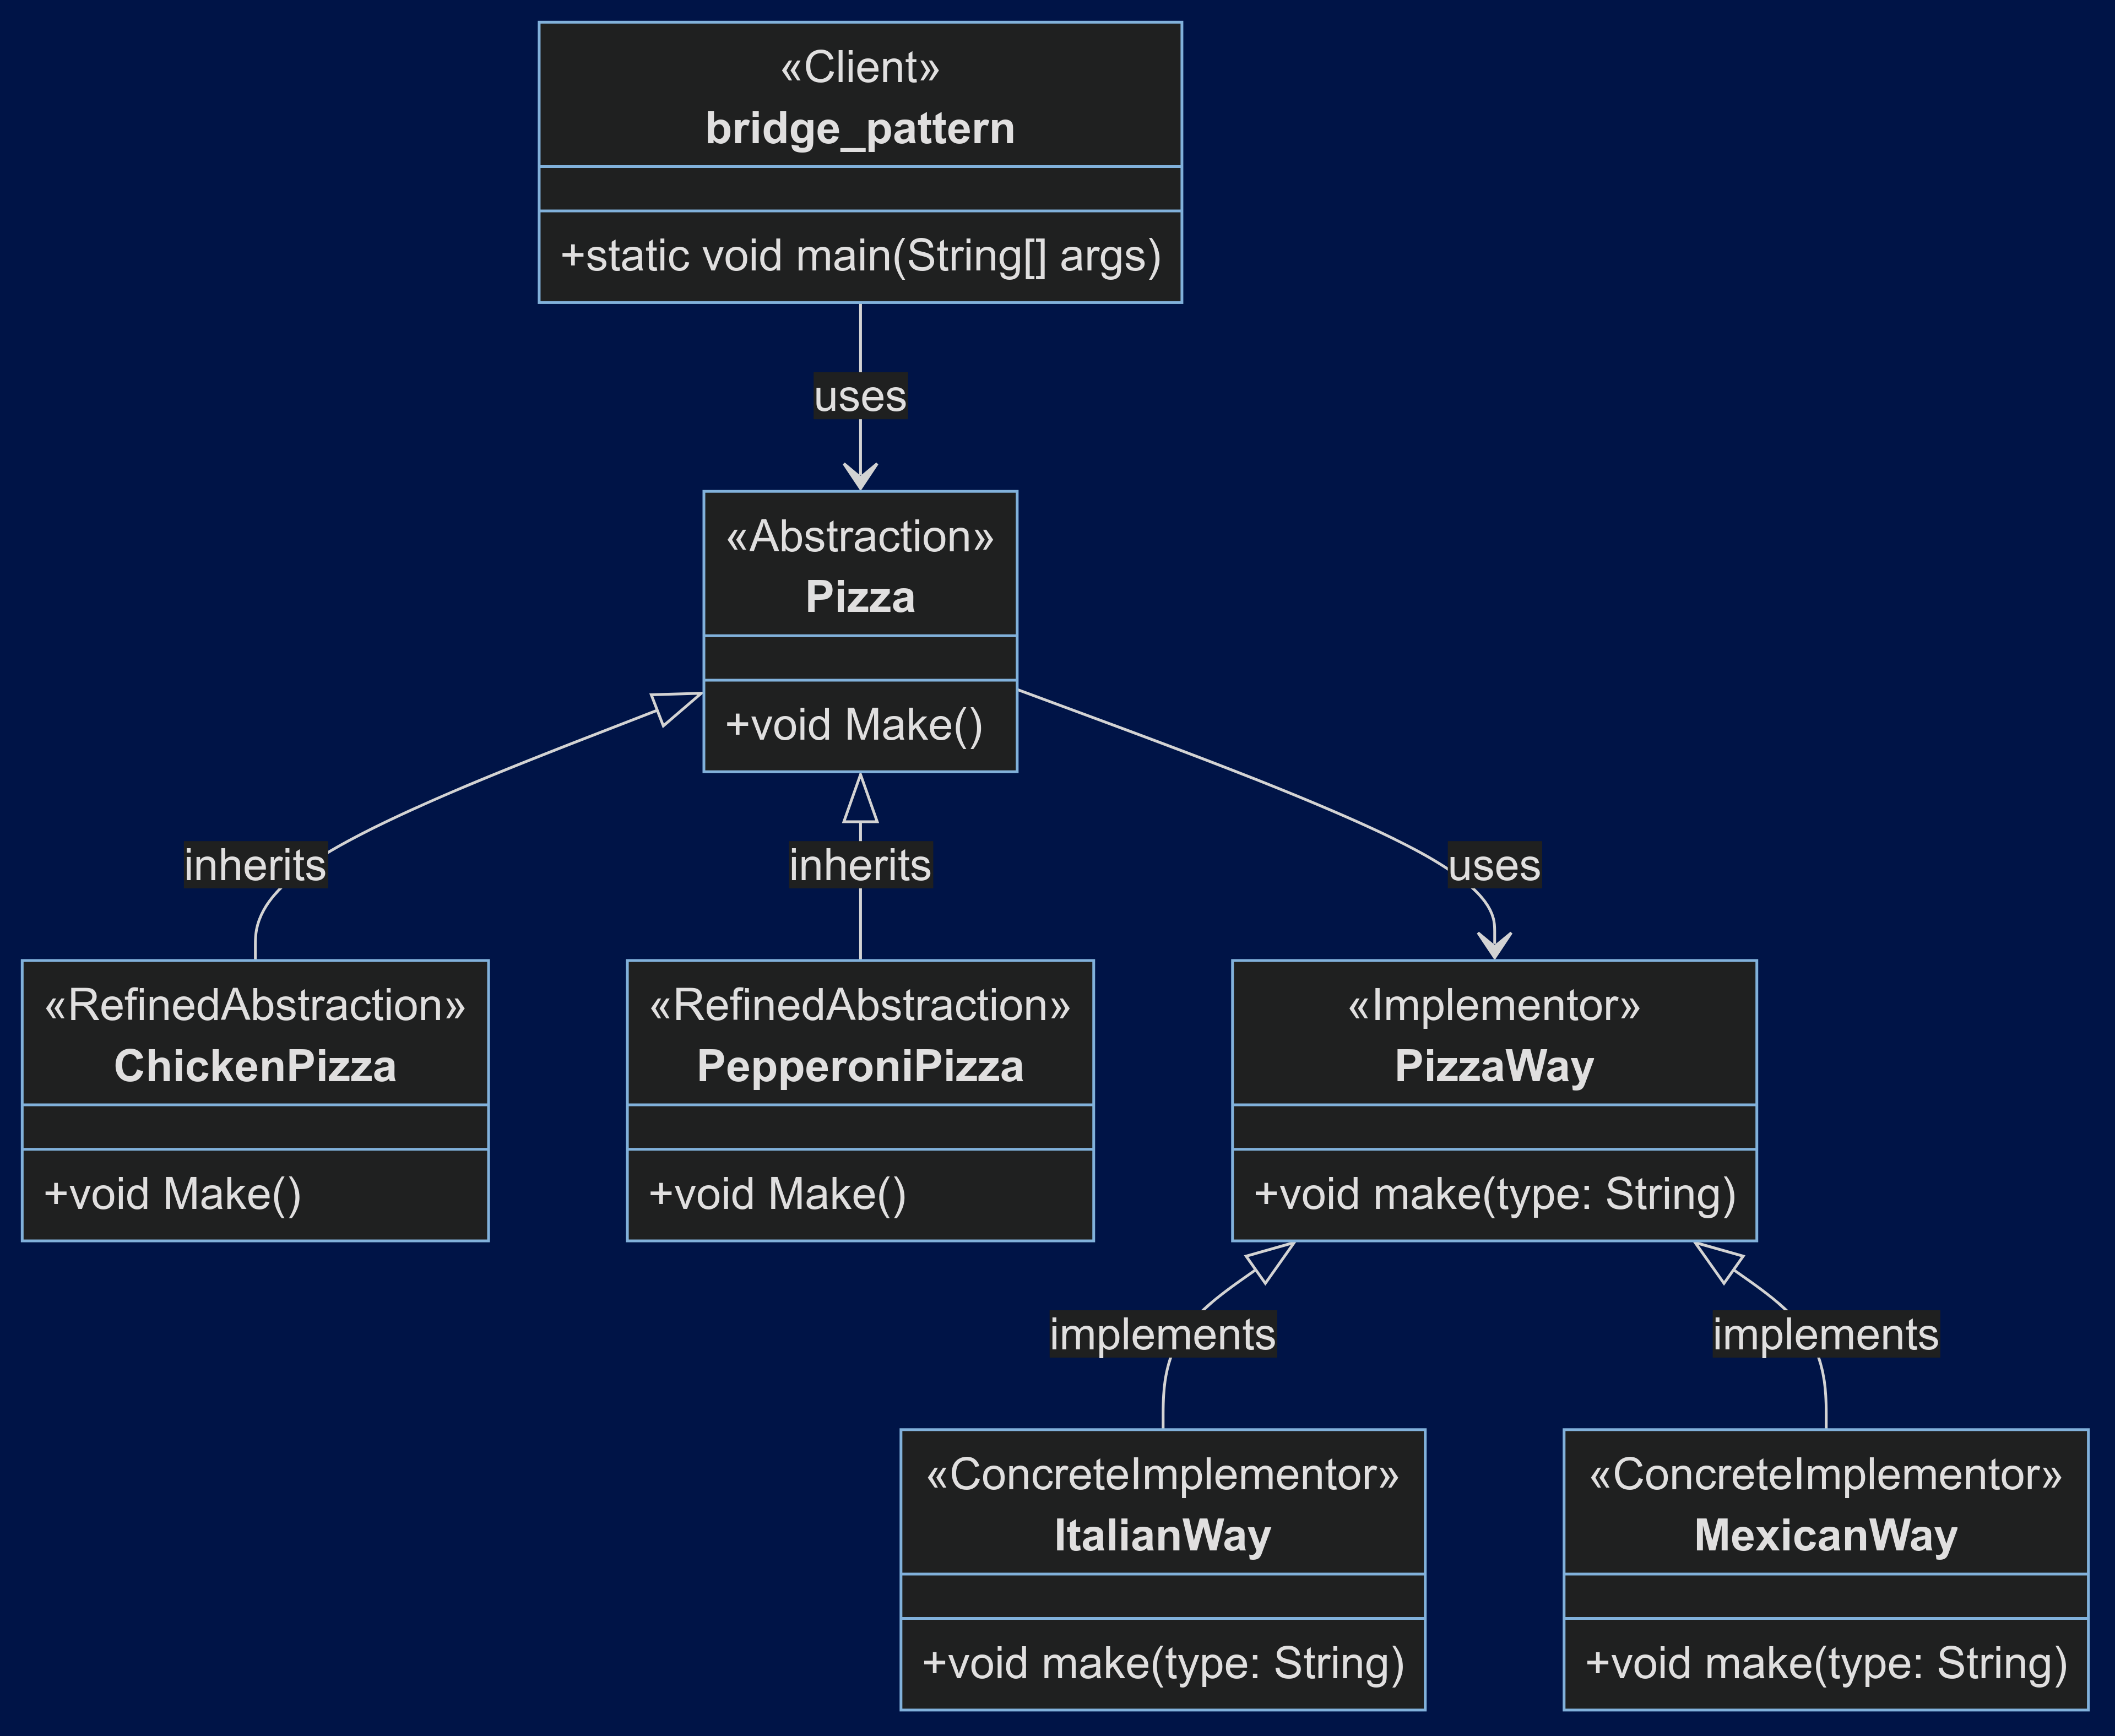 «Client»
bridge_pattern
+static void main(String[] args)
uses
«Abstraction»
Pizza
+void Make()
inherits
inherits
uses
«RefinedAbstraction»
ChickenPizza
+void Make()
«RefinedAbstraction»
PepperoniPizza
+void Make()
«Implementor»
PizzaWay
+void make(type: String)
implements
implements
«ConcreteImplementor»
ItalianWay
+void make(type: String)
«ConcreteImplementor»
MexicanWay
+void make(type: String)